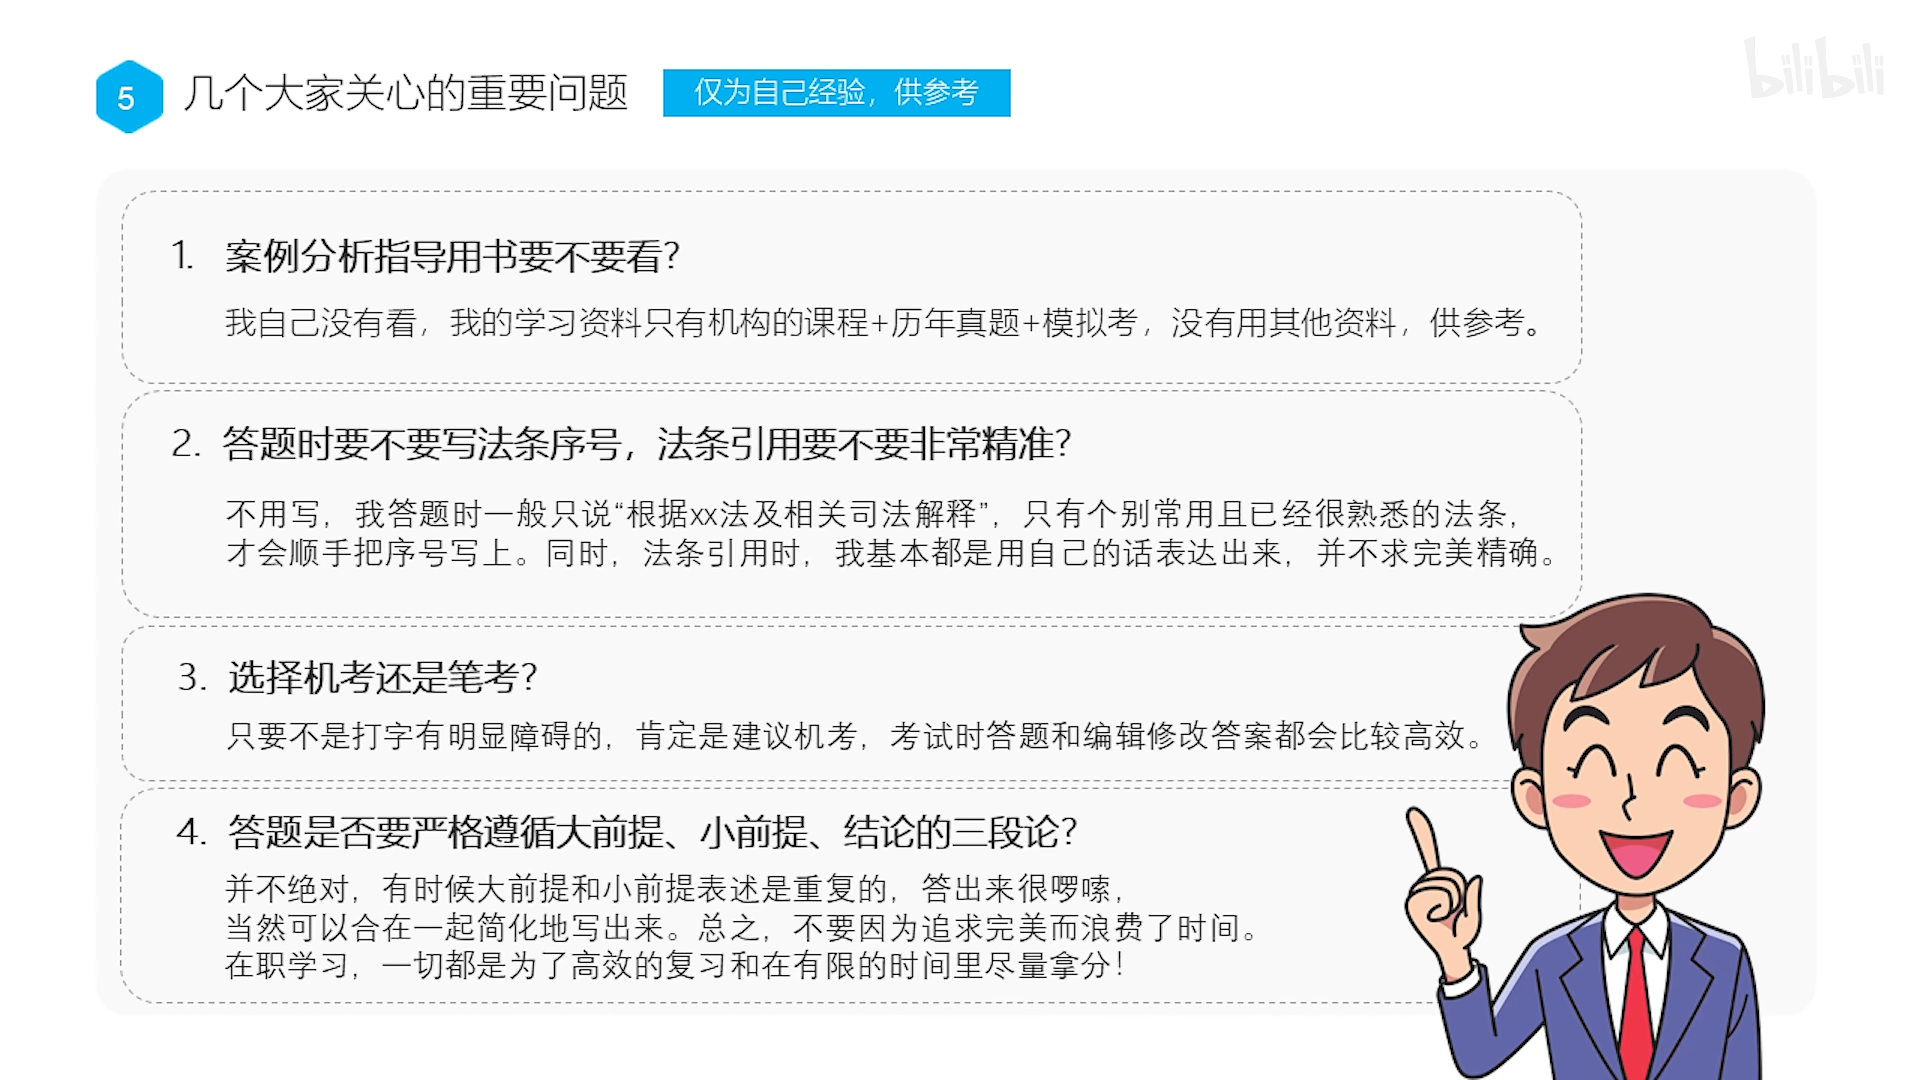 5 几个大家关心的重要问题 仅为自己经验，供参考
bilibili
1. 案例分析指导用书要不要看?
我自己没有看，我的学习资料只有机构的课程+历年真题+模拟考，没有用其他资料，供参考。
2. 答题时要不要写法条序号，法条引用要不要非常精准?
不用写，我答题时一般只说“根据xx法及相关司法解释”，只有个别常用且已经很熟悉的法条，
才会顺手把序号写上。同时，法条引用时，我基本都是用自己的话表达出来，并不求完美精确。
3. 选择机考还是笔考?
只要不是打字有明显障碍的，肯定是建议机考，考试时答题和编辑修改答案都会比较高效。
4. 答题是否要严格遵循大前提、小前提、结论的三段论?
并不绝对，有时候大前提和小前提表述是重复的，答出来很啰嗦，
当然可以合在一起简化地写出来。总之，不要因为追求完美而浪费了时间。
在职学习，一切都是为了高效的复习和在有限的时间里尽量拿分！